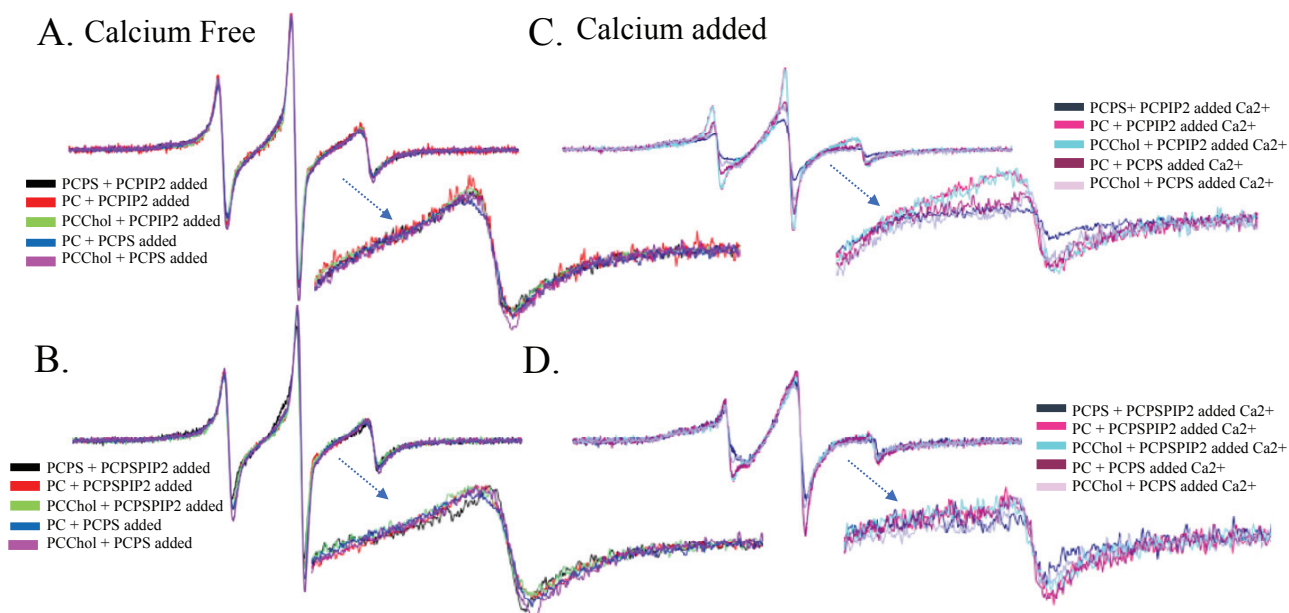 A. Calcium Free
PCPS + PCPIP2 added
PC + PCPIP2 added
PCChol + PCPIP2 added
PC + PCPS added
PCChol + PCPS added
B.
PCPS + PCPSPIP2 added
PC + PCPSPIP2 added
PCChol + PCPSPIP2 added
PC + PCPS added
PCChol + PCPS added
C. Calcium added
PCPS+ PCPIP2 added Ca2+
PC + PCPIP2 added Ca2+
PCChol + PCPIP2 added Ca2+
PC + PCPS added Ca2+
PCChol + PCPS added Ca2+
D.
PCPS + PCPSPIP2 added Ca2+
PC + PCPSPIP2 added Ca2+
PCChol + PCPSPIP2 added Ca2+
PC + PCPS added Ca2+
PCChol + PCPS added Ca2+